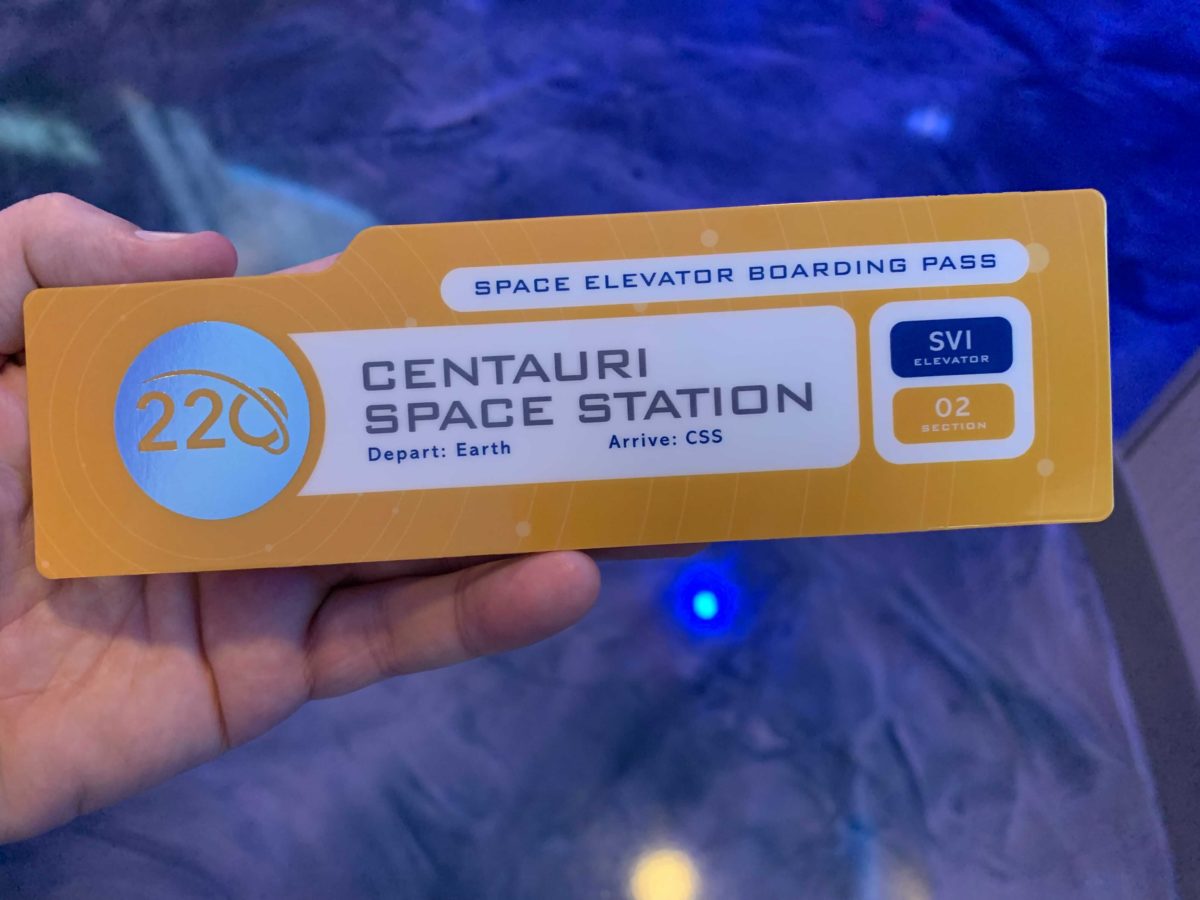 SPACE ELEVATOR BOARDING PASS
220
CENTAURI
SPACE STATION
Depart: Earth
Arrive: CSS
SVI
ELEVATOR
02
SECTION